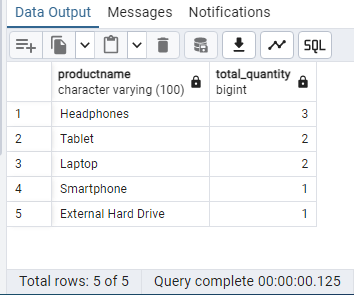 Data Output Messages Notifications
SQL
productname total_quantity
character varying (100) bigint
1 Headphones 3
2 Tablet 2
3 Laptop 2
4 Smartphone 1
5 External Hard Drive 1
Total rows: 5 of 5 Query complete 00:00:00.125